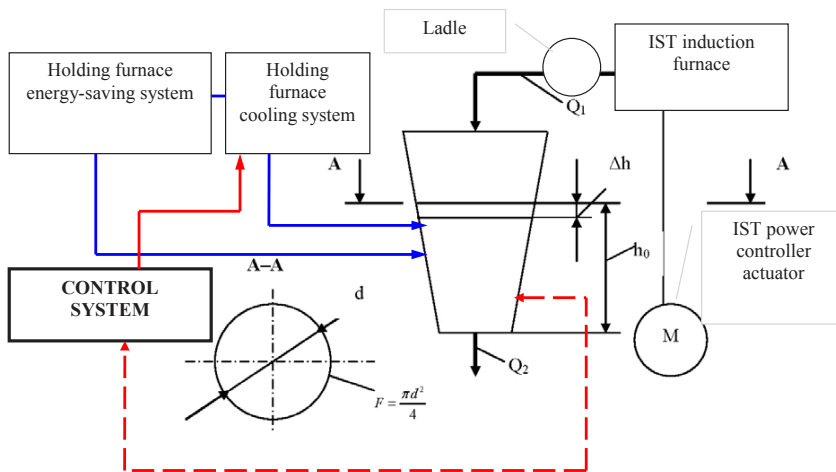 Ladle
IST induction
furnace
Holding furnace
energy-saving system
Holding
furnace
cooling system
Q₁
A
Δh
A
IST power
controller
actuator
h₀
A–A
CONTROL
SYSTEM
d
M
Q₂
F = πd²/4